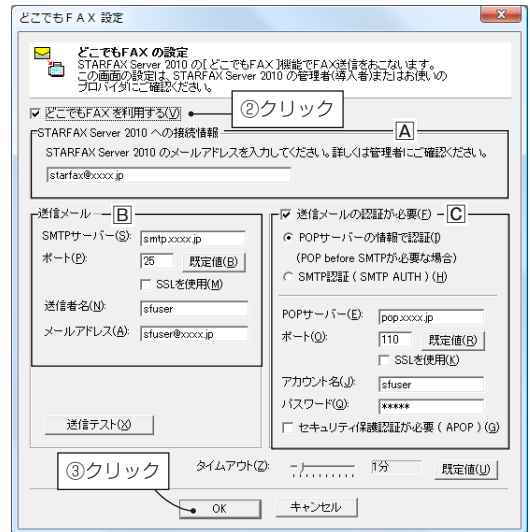 どこでもFAX 設定
どこでもFAX の設定
STARFAX Server 2010 の[どこでもFAX]機能でFAX送信をおこないます。
この画面の設定は、STARFAX Server 2010 の管理者(導入者)またはお使いの
プロバイダにご確認ください。
どこでもFAX を利用する(V)
②クリック
STARFAX Server 2010 への接続情報
A
STARFAX Server 2010 のメールアドレスを入力してください。詳しくは管理者にご確認ください。
starfax@xxxx.jp
送信メール
B
SMTPサーバー(S):
smtp.xxxx.jp
ポート(P):
25
既定値(B)
SSLを使用(M)
送信者名(N):
sfuser
メールアドレス(A):
sfuser@xxxx.jp
送信テスト(X)
送信メールの認証が必要(F)
C
POPサーバーの情報で認証(I)
(POP before SMTPが必要な場合)
SMTP認証 ( SMTP AUTH ) (H)
POPサーバー(E):
pop.xxxx.jp
ポート(O):
110
既定値(R)
SSLを使用(K)
アカウント名(J):
sfuser
パスワード(Q):
*****
セキュリティ保護認証が必要 ( APOP ) (G)
タイムアウト(Z):
1分
既定値(U)
③クリック
OK
キャンセル